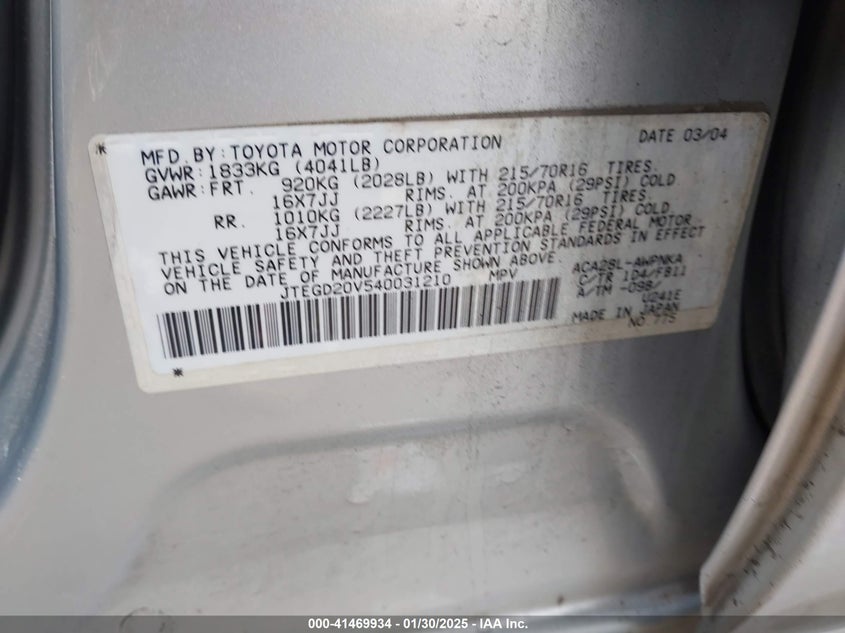 MFD. BY: TOYOTA MOTOR CORPORATION DATE 03/04
GVWR: 1833KG (4041LB)
GAWR: FRT. 920KG (2028LB) WITH 215/70R16 TIRES,
16X7JJ RIMS, AT 200KPA (29PSI) COLD
RR. 1010KG (2227LB) WITH 215/70R16 TIRES,
16X7JJ RIMS, AT 200KPA (29PSI) COLD
THIS VEHICLE CONFORMS TO ALL APPLICABLE FEDERAL MOTOR
VEHICLE SAFETY AND THEFT PREVENTION STANDARDS IN EFFECT
ON THE DATE OF MANUFACTURE SHOWN ABOVE.
JTEGD20V540031210 MPV
ACA28L-AWPNKA
C/TR 1D4/FB11
A/TM -09B/
U241E
MADE IN JAPAN
NO 775
000-41469934 - 01/30/2025 - IAA Inc.